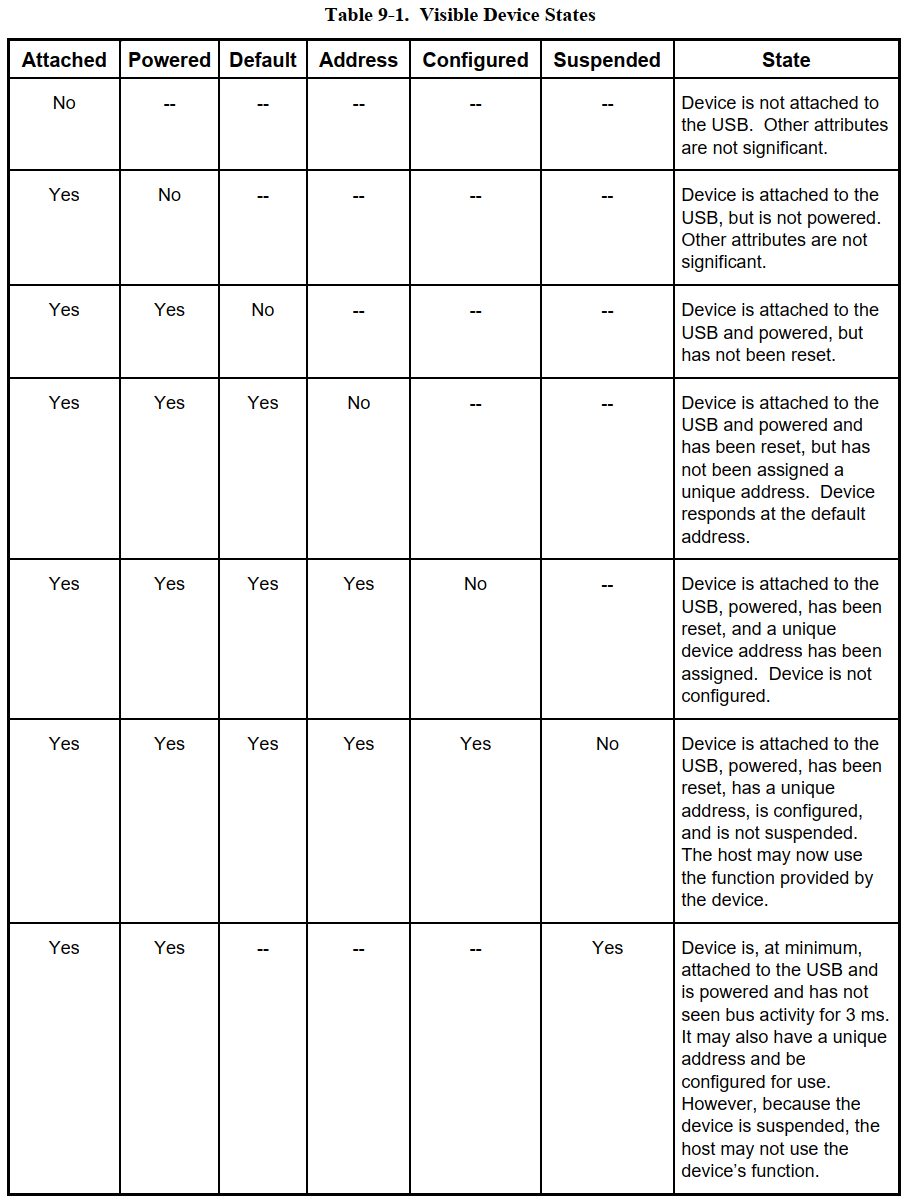 Table 9-1. Visible Device States
Attached Powered Default Address Configured Suspended State
No -- -- -- -- -- Device is not attached to
the USB. Other attributes
are not significant.
Yes No -- -- -- -- Device is attached to the
USB, but is not powered.
Other attributes are not
significant.
Yes Yes No -- -- -- Device is attached to the
USB and powered, but
has not been reset.
Yes Yes Yes No -- -- Device is attached to the
USB and powered and
has been reset, but has
not been assigned a
unique address. Device
responds at the default
address.
Yes Yes Yes Yes No -- Device is attached to the
USB, powered, has been
reset, and a unique
device address has been
assigned. Device is not
configured.
Yes Yes Yes Yes Yes No Device is attached to the
USB, powered, has been
reset, has a unique
address, is configured,
and is not suspended.
The host may now use
the function provided by
the device.
Yes Yes -- -- -- Yes Device is, at minimum,
attached to the USB and
is powered and has not
seen bus activity for 3 ms.
It may also have a unique
address and be
configured for use.
However, because the
device is suspended, the
host may not use the
device’s function.